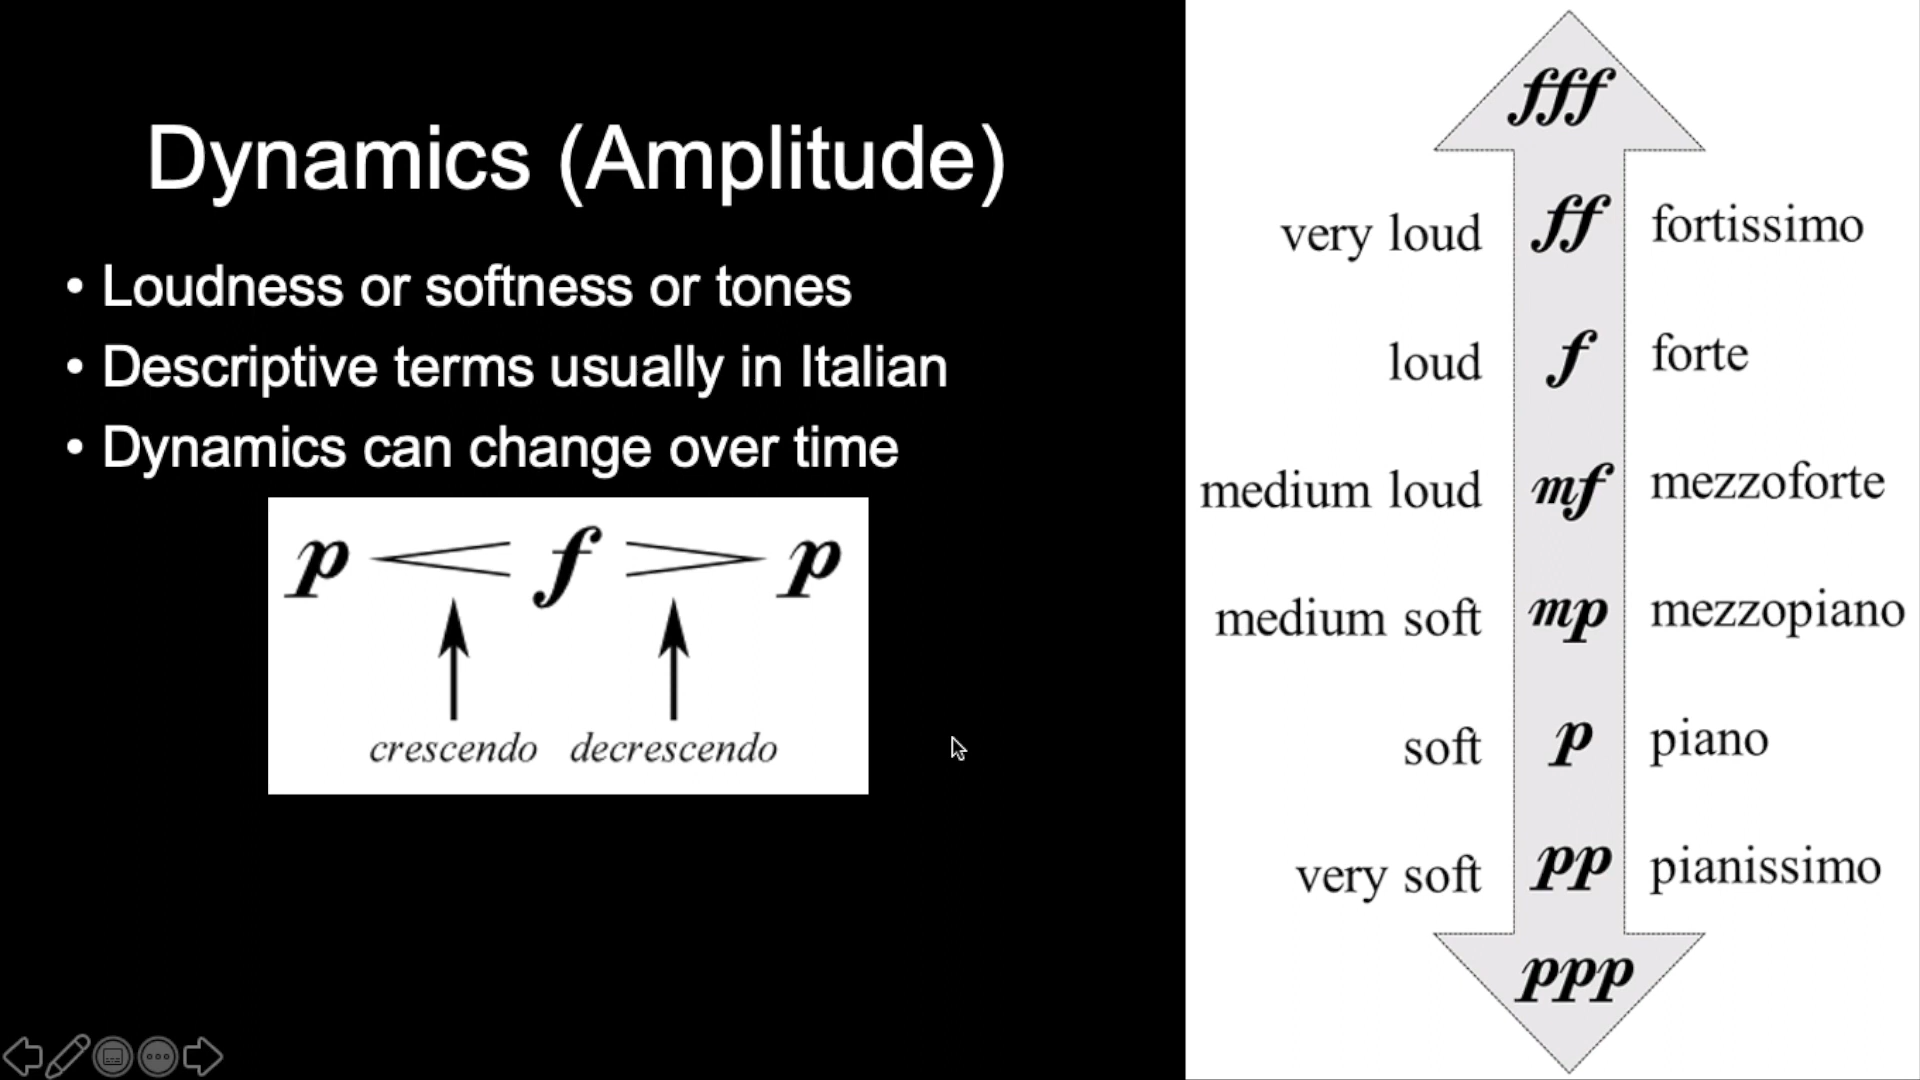 Dynamics (Amplitude)
• Loudness or softness or tones
• Descriptive terms usually in Italian
• Dynamics can change over time
p < f > p
crescendo decrescendo
fff
very loud ff fortissimo
loud f forte
medium loud mf mezzoforte
medium soft mp mezzopiano
soft p piano
very soft pp pianissimo
ppp